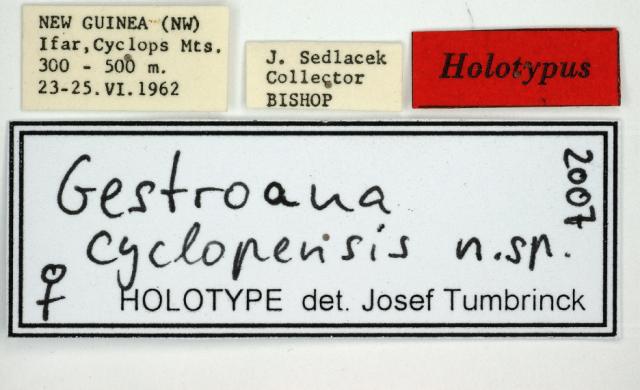 NEW GUINEA (NW)
Ifar,Cyclops Mts.
300 - 500 m.
23-25.VI.1962
J. Sedlacek
Collector
BISHOP
Holotypus
Gestroana
cyclopensis n.sp.
2007
♀ HOLOTYPE det. Josef Tumbrinck